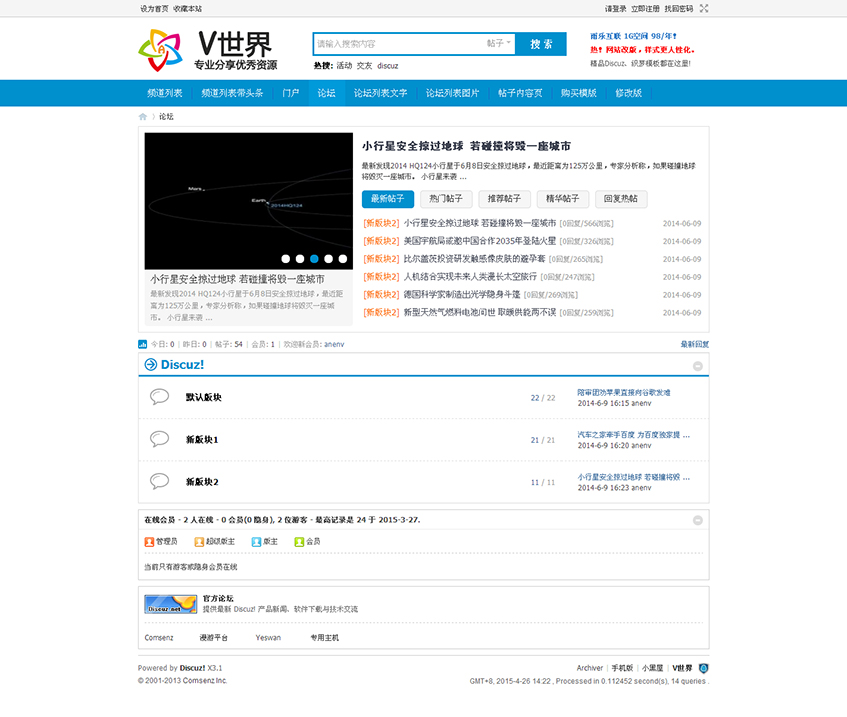 设为首页 收藏本站
请登录 立即注册 找回密码
V世界
专业分享优秀资源
请输入搜索内容 帖子 搜索
热搜: 活动 交友 discuz
雨乐互联 1G空间 98/年!
热! 网站改版,样式更人性化。
精品Discuz、织梦模板都在这里!
频道列表 频道列表带头条 门户 论坛 论坛列表文字 论坛列表图片 帖子内容页 购买模版 修改版
论坛
Mars
Earth
2014HQ124
小行星安全掠过地球 若碰撞将毁一座城市
最新发现2014 HQ124小行星于6月8日安全掠过地球,最近距
离为125万公里,专家分析称,如果碰撞地球将毁灭一座城
市。 小行星来袭 ...
小行星安全掠过地球 若碰撞将毁一座城市
最新发现2014 HQ124小行星于6月8日安全掠过地球,最近距离为125万公里,专家分析称,如果碰撞地球
将毁灭一座城市。 小行星来袭 ...
最新帖子 热门帖子 推荐帖子 精华帖子 回复热帖
[新版块2] 小行星安全掠过地球 若碰撞将毁一座城市 [0回复/566浏览] 2014-06-09
[新版块2] 美国宇航局或邀中国合作2035年登陆火星 [0回复/326浏览] 2014-06-09
[新版块2] 比尔盖茨投资研发触感像皮肤的避孕套 [0回复/265浏览] 2014-06-09
[新版块2] 人机结合实现未来人类漫长太空旅行 [0回复/247浏览] 2014-06-09
[新版块2] 德国科学家制造出光学隐身斗篷 [0回复/269浏览] 2014-06-09
[新版块2] 新型天然气燃料电池问世 取暖供能两不误 [0回复/259浏览] 2014-06-09
今日: 0 | 昨日: 0 | 帖子: 54 | 会员: 1 | 欢迎新会员: anenv 最新回复
Discuz!
默认版块 22 / 22 陪审团劝苹果直接向谷歌发难
2014-6-9 16:15 anenv
新版块1 21 / 21 汽车之家牵手百度 为百度独家提 ...
2014-6-9 16:20 anenv
新版块2 11 / 11 小行星安全掠过地球 若碰撞将毁 ...
2014-6-9 16:23 anenv
在线会员 - 2 人在线 - 0 会员(0 隐身), 2 位游客 - 最高记录是 24 于 2015-3-27.
管理员 超级版主 版主 会员
当前只有游客或隐身会员在线
Discuz.net
官方论坛
提供最新 Discuz! 产品新闻、软件下载与技术交流
Comsenz 漫游平台 Yeswan 专用主机
Powered by Discuz! X3.1
© 2001-2013 Comsenz Inc.
Archiver | 手机版 | 小黑屋 | V世界
GMT+8, 2015-4-26 14:22 , Processed in 0.112452 second(s), 14 queries .